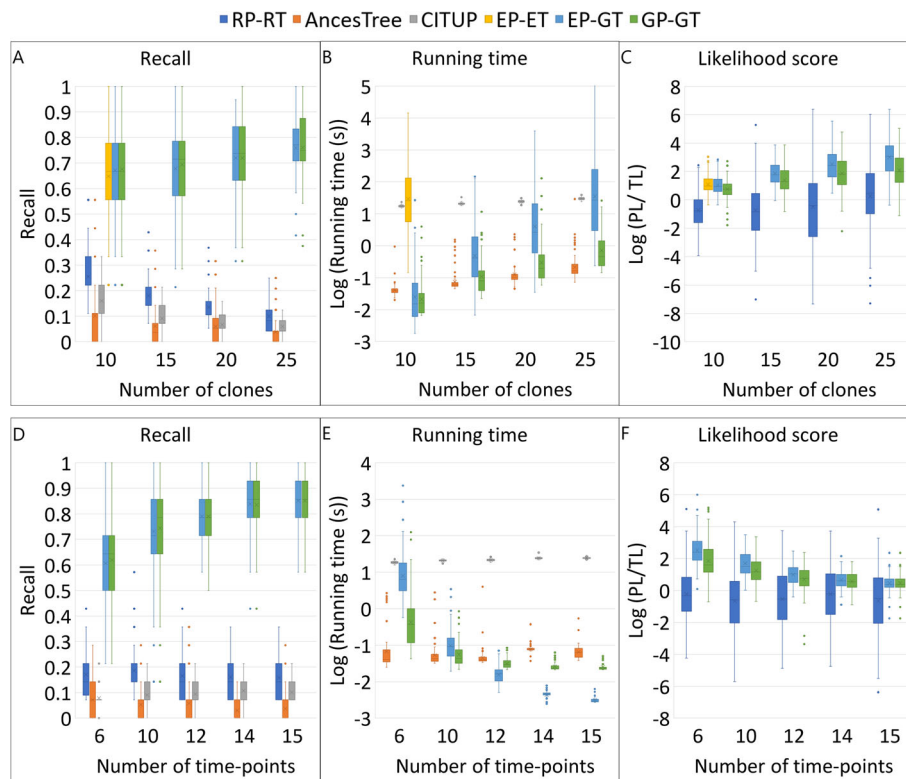 RP-RT AncesTree CITUP EP-ET EP-GT GP-GT
A Recall
Recall
1
0.9
0.8
0.7
0.6
0.5
0.4
0.3
0.2
0.1
0
10 15 20 25
Number of clones
B Running time
Log (Running time (s))
5
4
3
2
1
0
-1
-2
-3
10 15 20 25
Number of clones
C Likelihood score
Log (PL/ TL)
8
6
4
2
0
-2
-4
-6
-8
-10
10 15 20 25
Number of clones
D Recall
Recall
1
0.9
0.8
0.7
0.6
0.5
0.4
0.3
0.2
0.1
0
6 10 12 14 15
Number of time-points
E Running time
Log (Running time (s))
4
3
2
1
0
-1
-2
-3
6 10 12 14 15
Number of time-points
F Likelihood score
Log (PL/TL)
8
6
4
2
0
-2
-4
-6
-8
6 10 12 14 15
Number of time-points